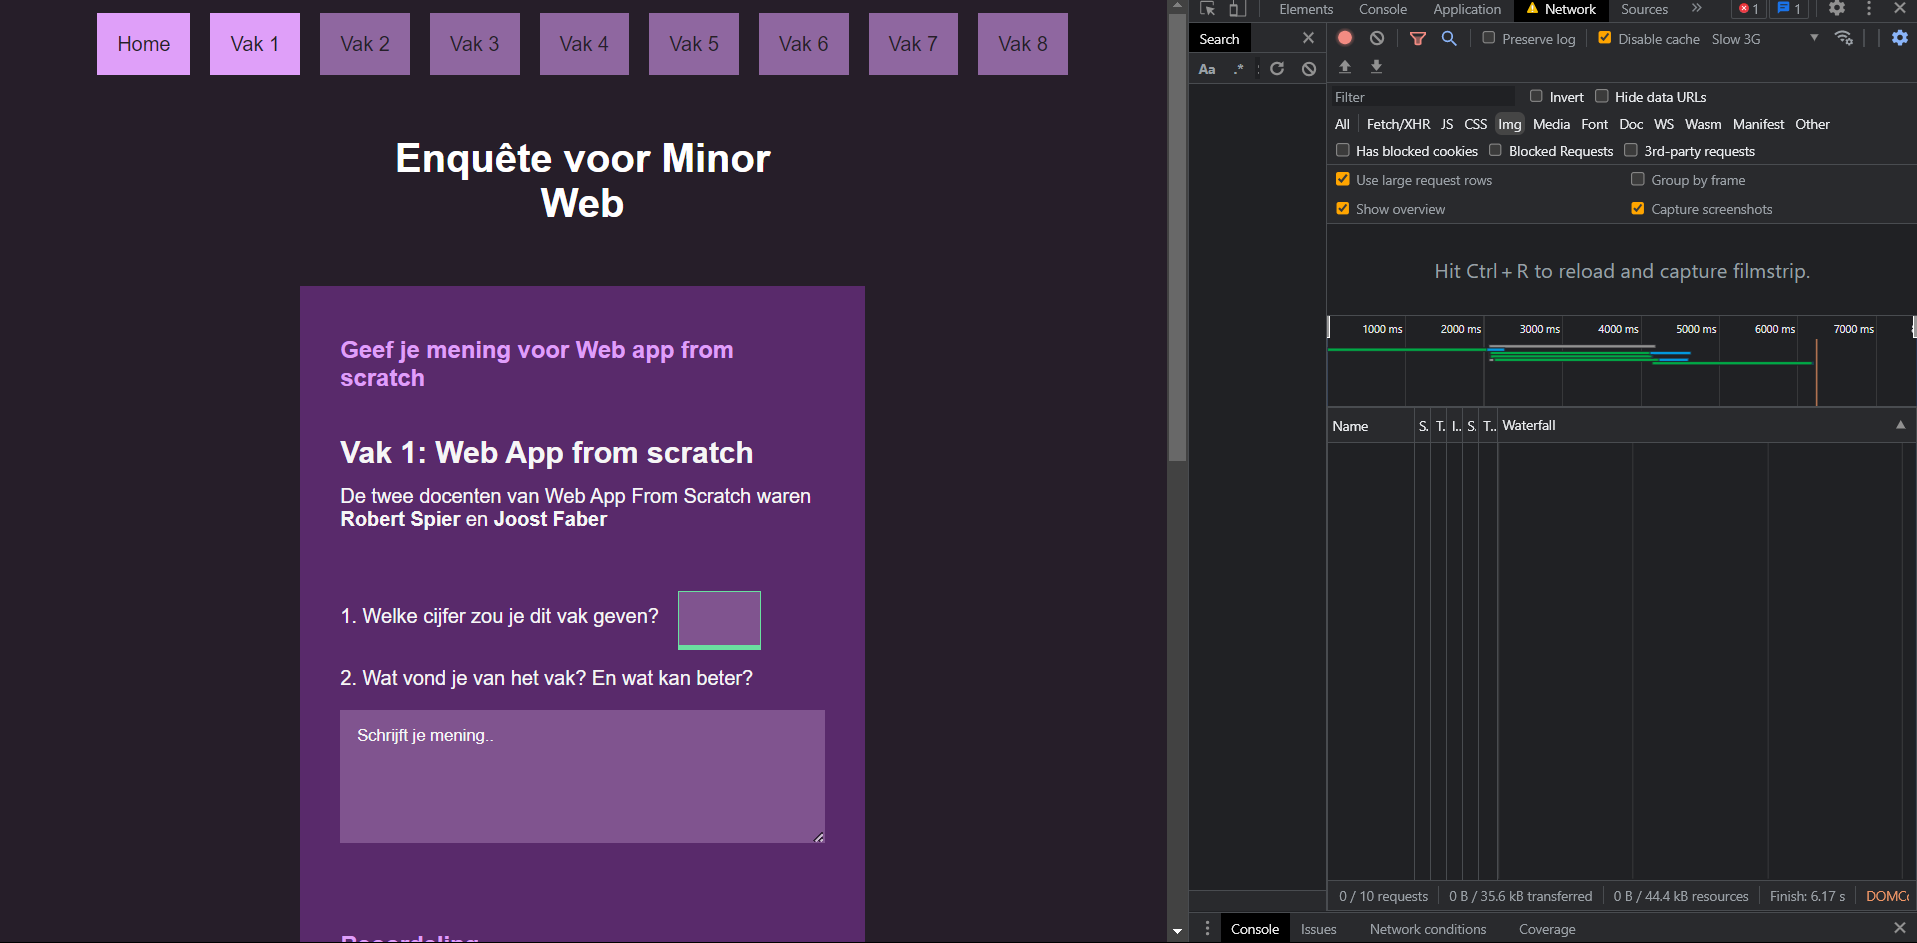 Home Vak 1 Vak 2 Vak 3 Vak 4 Vak 5 Vak 6 Vak 7 Vak 8
Enquête voor Minor
Web
Geef je mening voor Web app from
scratch
Vak 1: Web App from scratch
De twee docenten van Web App From Scratch waren
Robert Spier en Joost Faber
1. Welke cijfer zou je dit vak geven?
2. Wat vond je van het vak? En wat kan beter?
Schrijft je mening..
Elements Console Application Network Sources » 1 1
Search
Preserve log Disable cache Slow 3G
Aa .*
Filter Invert Hide data URLs
All Fetch/XHR JS CSS Img Media Font Doc WS Wasm Manifest Other
Has blocked cookies Blocked Requests 3rd-party requests
Use large request rows Group by frame
Show overview Capture screenshots
Hit Ctrl + R to reload and capture filmstrip.
1000 ms 2000 ms 3000 ms 4000 ms 5000 ms 6000 ms 7000 ms
Name S. T. I.. S. T.. Waterfall
0 / 10 requests 0 B / 35.6 kB transferred 0 B / 44.4 kB resources Finish: 6.17 s DOMCo
Console Issues Network conditions Coverage